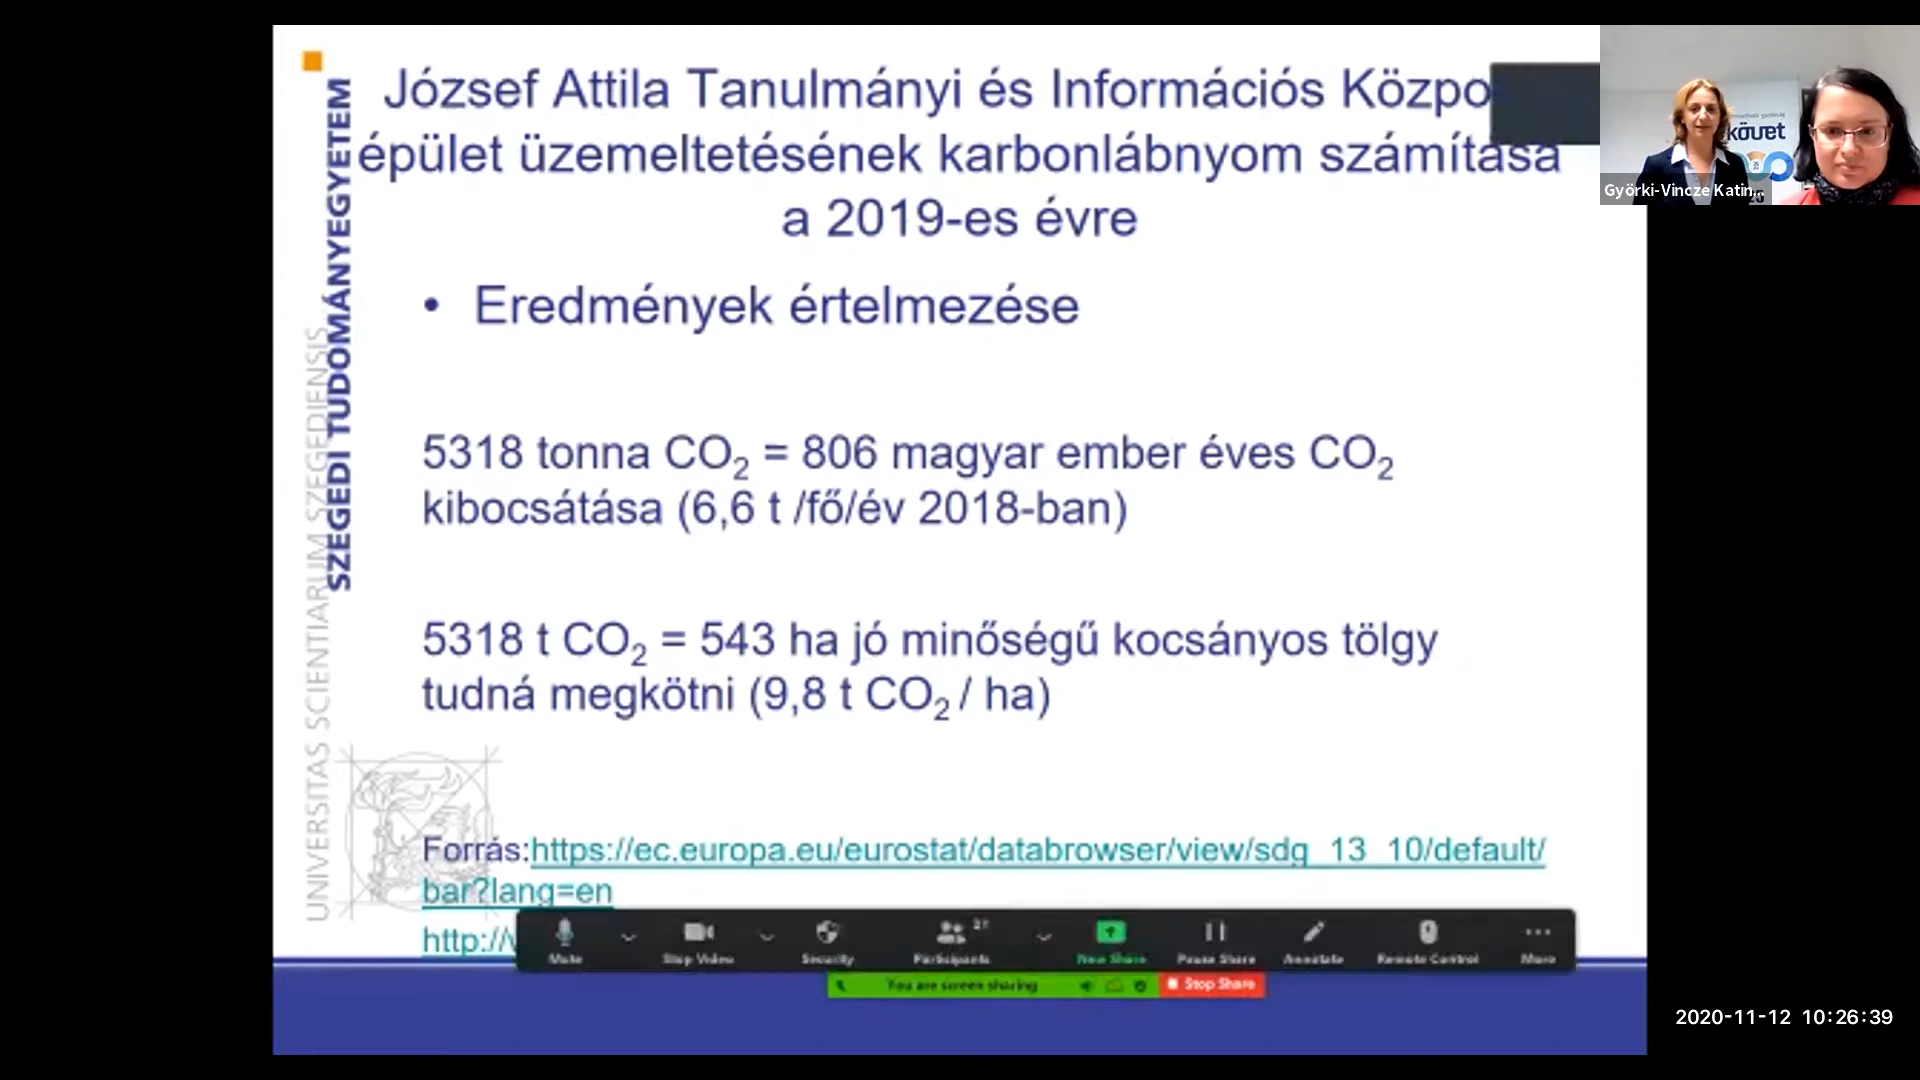 József Attila Tanulmányi és Információs Közpo
épület üzemeltetésének karbonlábnyom számítása
a 2019-es évre
• Eredmények értelmezése
5318 tonna CO₂ = 806 magyar ember éves CO₂
kibocsátása (6,6 t /fő/év 2018-ban)
5318 t CO₂ = 543 ha jó minőségű kocsányos tölgy
tudná megkötni (9,8 t CO₂ / ha)
Forrás:https://ec.europa.eu/eurostat/databrowser/view/sdg_13_10/default/
bar?lang=en
http://
SZEGEDI TUDOMÁNYEGYETEM
UNIVERSITAS SCIENTIARUM SZEGEDIENSIS
követ
Györki-Vincze Katin...
Mute Stop Video Security Participants New Share Pause Share Annotate Remote Control More
You are screen sharing Stop Share
2020-11-12 10:26:39